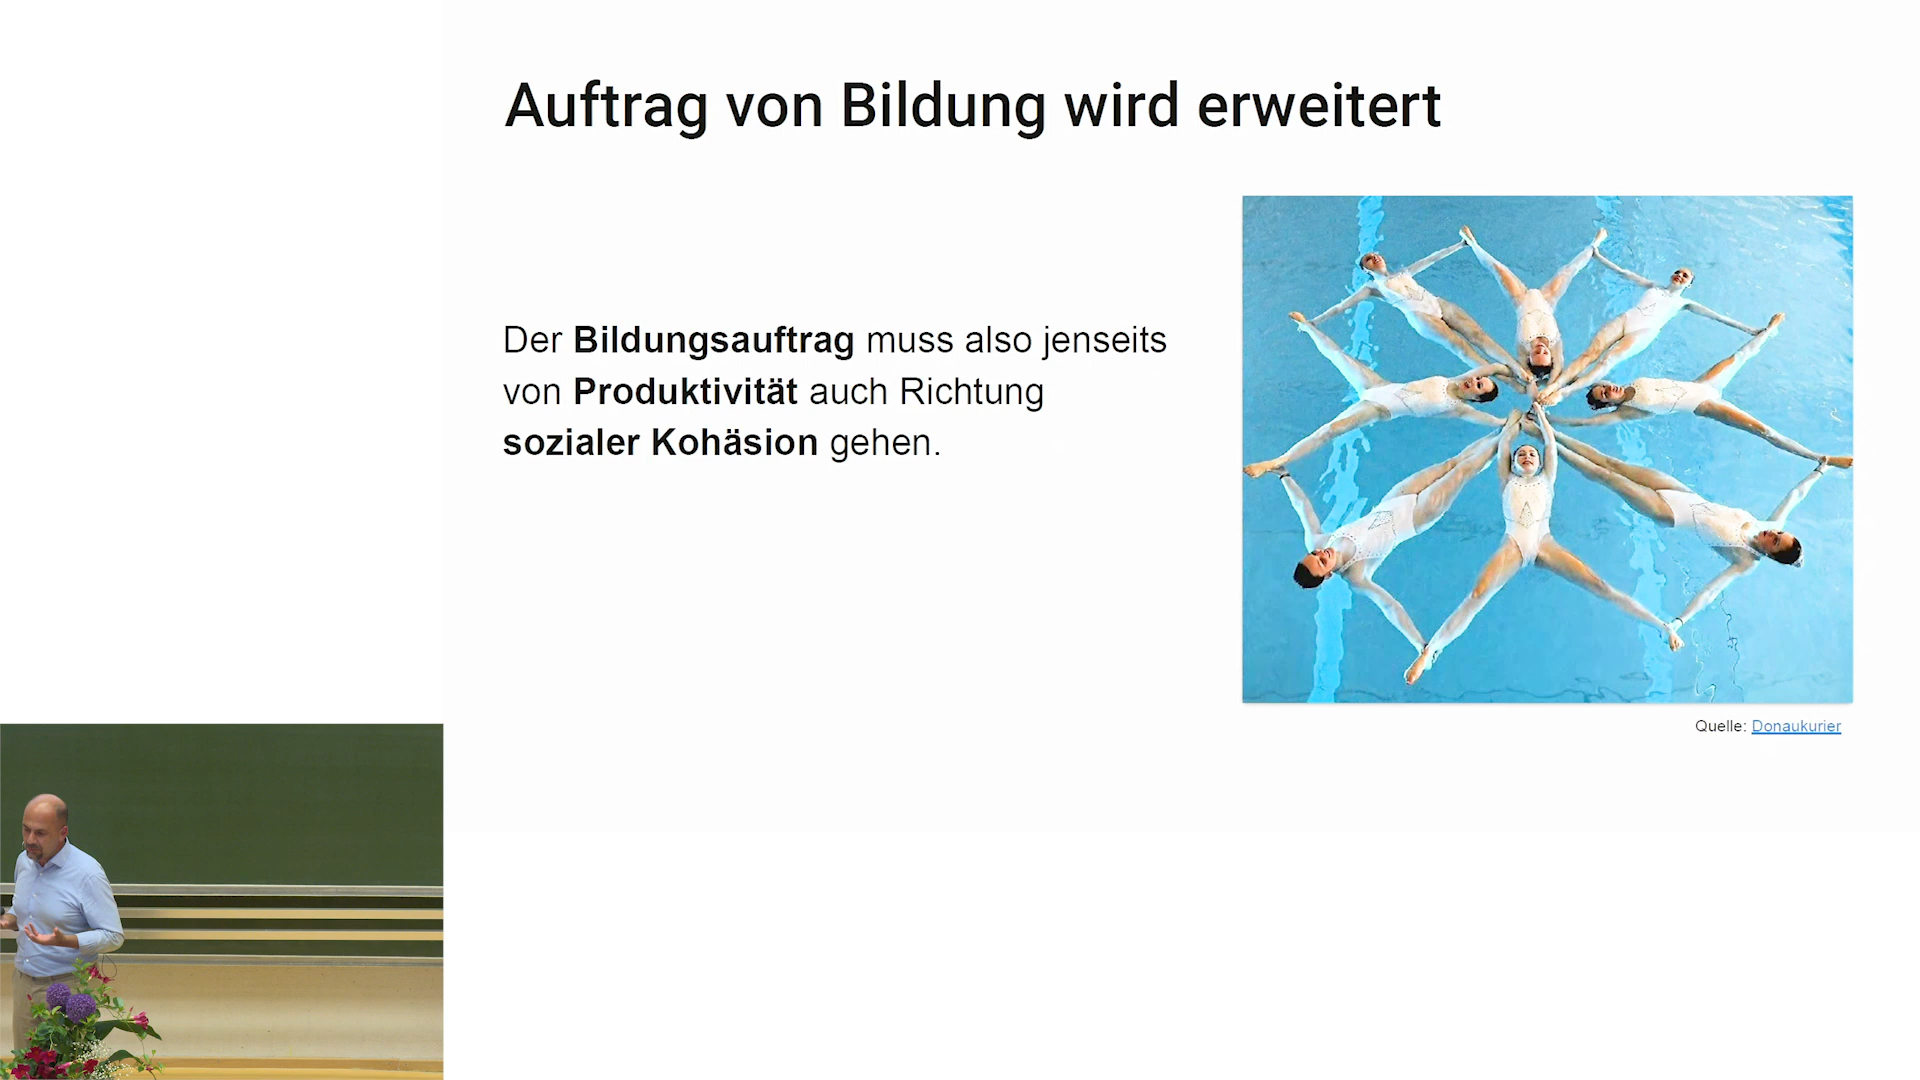 Auftrag von Bildung wird erweitert
Der Bildungsauftrag muss also jenseits
von Produktivität auch Richtung
sozialer Kohäsion gehen.
Quelle: Donaukurier